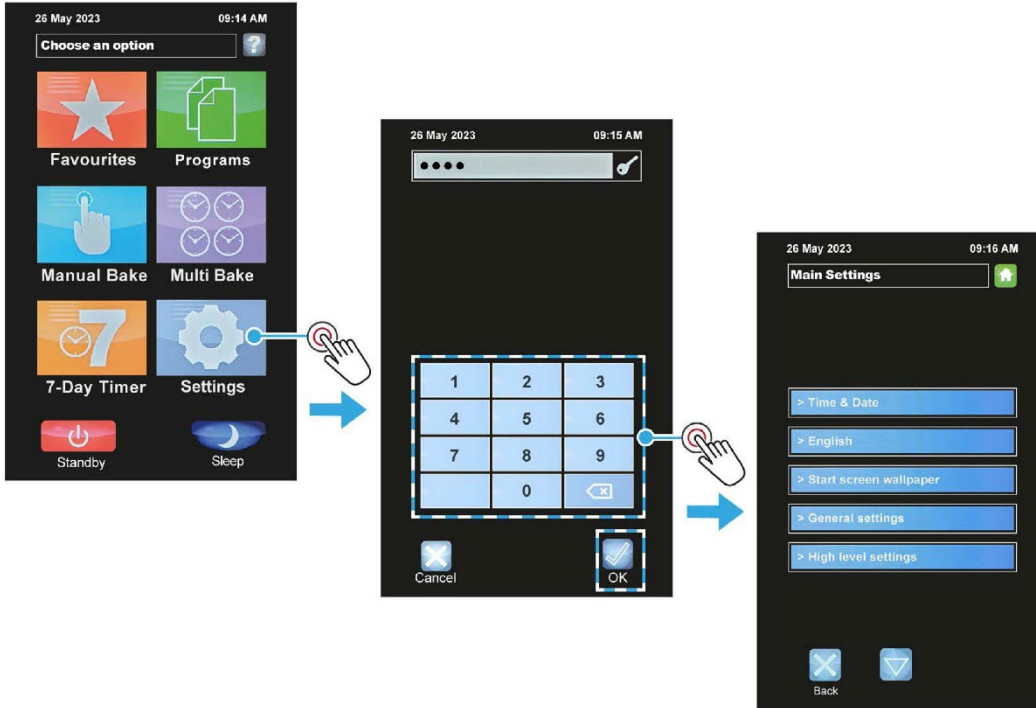 26 May 2023 09:14 AM
Choose an option ?
Favourites Programs
Manual Bake Multi Bake
7
7-Day Timer Settings
Standby Sleep
26 May 2023 09:15 AM
••••
1 2 3
4 5 6
7 8 9
0
Cancel OK
26 May 2023 09:16 AM
Main Settings
> Time & Date
> English
> Start screen wallpaper
> General settings
> High level settings
Back